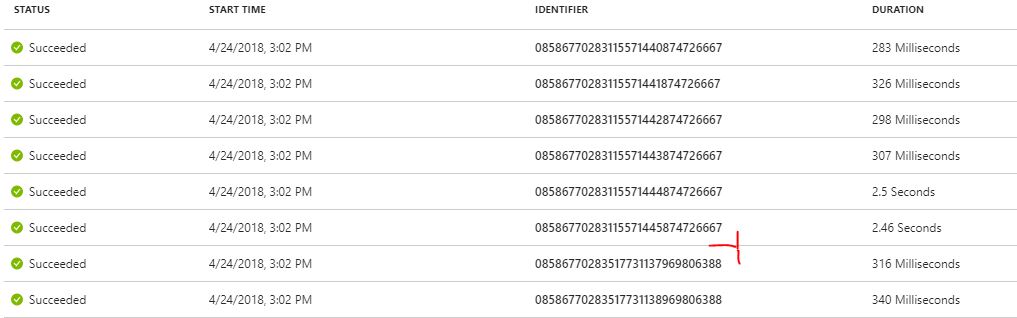 STATUS START TIME IDENTIFIER DURATION
Succeeded 4/24/2018, 3:02 PM 08586770283115571440874726667 283 Milliseconds
Succeeded 4/24/2018, 3:02 PM 08586770283115571441874726667 326 Milliseconds
Succeeded 4/24/2018, 3:02 PM 08586770283115571442874726667 298 Milliseconds
Succeeded 4/24/2018, 3:02 PM 08586770283115571443874726667 307 Milliseconds
Succeeded 4/24/2018, 3:02 PM 08586770283115571444874726667 2.5 Seconds
Succeeded 4/24/2018, 3:02 PM 08586770283115571445874726667 2.46 Seconds
Succeeded 4/24/2018, 3:02 PM 08586770283517731137969806388 316 Milliseconds
Succeeded 4/24/2018, 3:02 PM 08586770283517731138969806388 340 Milliseconds